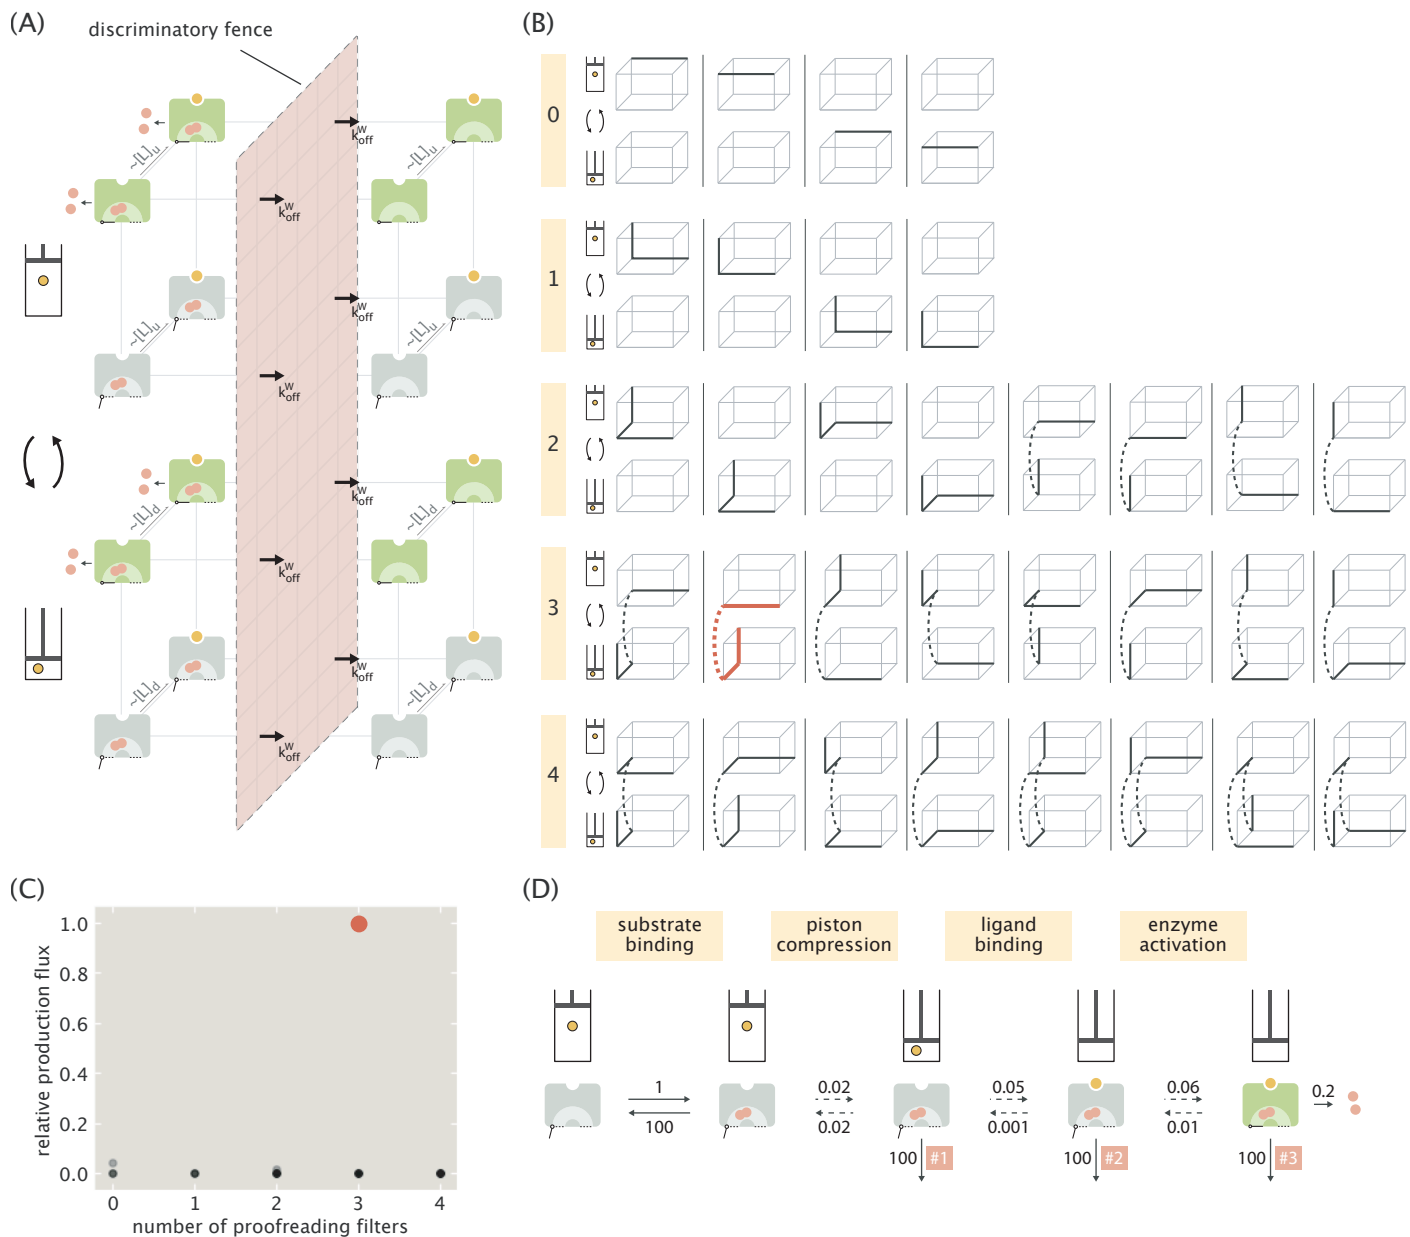 (A)
discriminatory fence
~[L]u
k^W_off
k^W_off
~[L]u
k^W_off
k^W_off
~[L]d
k^W_off
k^W_off
~[L]d
k^W_off
k^W_off
(B)
0
1
2
3
4
(C)
relative production flux
1.0
0.8
0.6
0.4
0.2
0.0
0
1
2
3
4
number of proofreading filters
(D)
substrate
binding
piston
compression
ligand
binding
enzyme
activation
1
100
0.02
0.02
0.05
0.001
0.06
0.01
0.2
100 #1
100 #2
100 #3